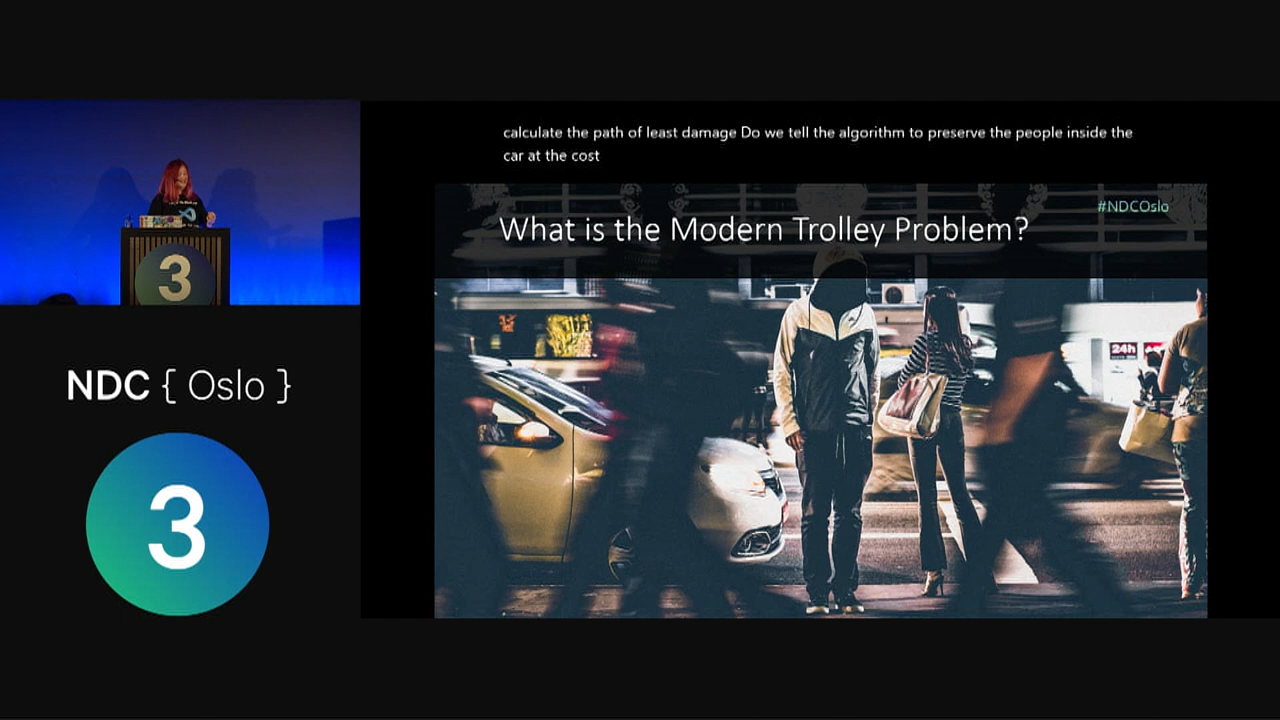 calculate the path of least damage Do we tell the algorithm to preserve the people inside the
car at the cost
#NDCOslo
What is the Modern Trolley Problem?
24h
3
NDC { Oslo }
3